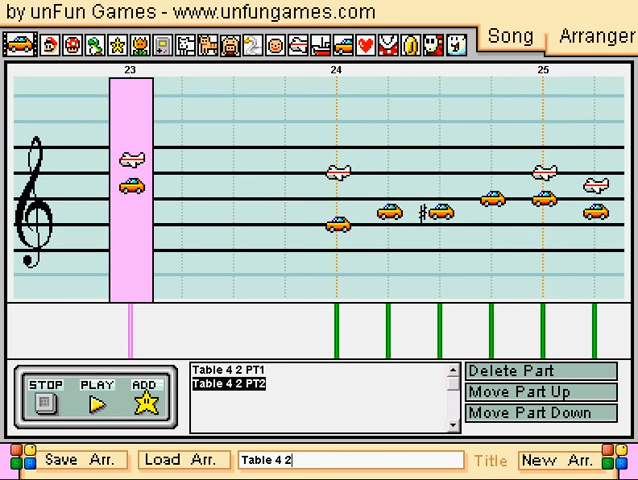 by unFun Games - www.unfungames.com
Song
Arranger
23
24
25
STOP
PLAY
ADD
Table 4 2 PT1
Table 4 2 PT2
Delete Part
Move Part Up
Move Part Down
Save Arr.
Load Arr.
Table 4 2
Title
New Arr.